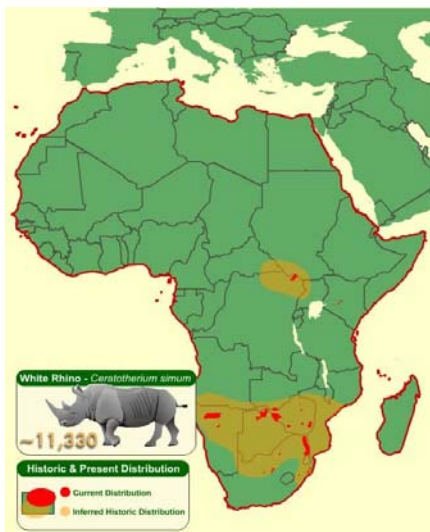 White Rhino - Ceratotherium simum
~11,330
Historic & Present Distribution
Current Distribution
Inferred Historic Distribution